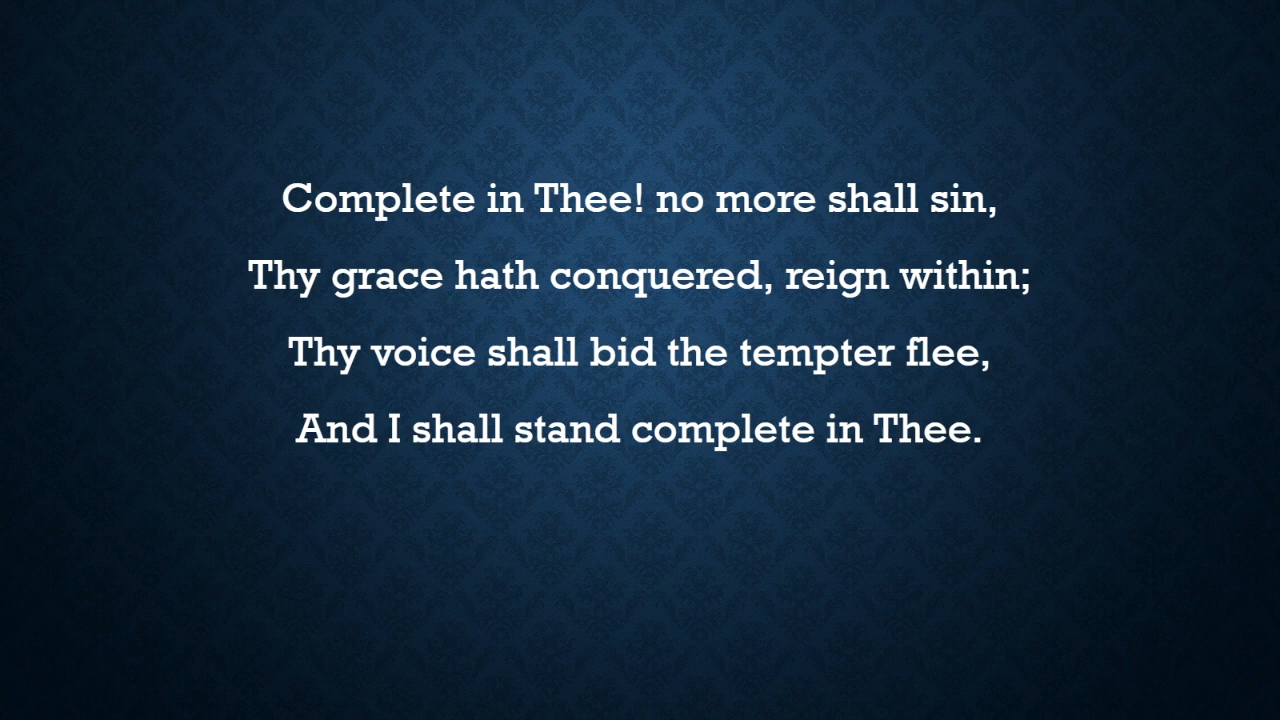 Complete in Thee! no more shall sin,
Thy grace hath conquered, reign within;
Thy voice shall bid the tempter flee,
And I shall stand complete in Thee.